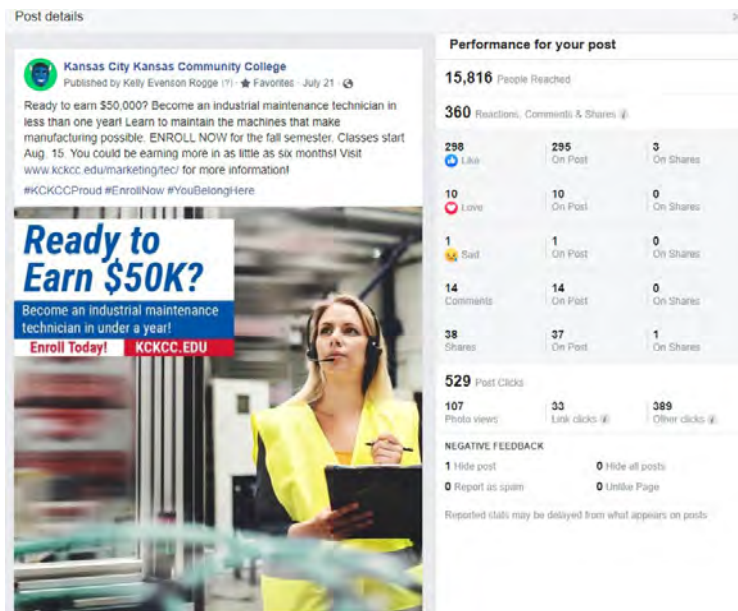 Post details
Kansas City Kansas Community College
Published by Kelly Evenson Rogge (?) · Favorites · July 21 ·
Ready to earn $50,000? Become an industrial maintenance technician in
less than one year! Learn to maintain the machines that make
manufacturing possible. ENROLL NOW for the fall semester. Classes start
Aug. 15. You could be earning more in as little as six months! Visit
www.kckcc.edu/marketing/tec/ for more information!
#KCKCCProud #EnrollNow #YouBelongHere
Ready to
Earn $50K?
Become an industrial maintenance
technician in under a year!
Enroll Today! KCKCC.EDU
Performance for your post
15,816 People Reached
360 Reactions, Comments & Shares
298 295 3
Like On Post On Shares
10 10 0
Love On Post On Shares
1 1 0
Sad On Post On Shares
14 14 0
Comments On Post On Shares
38 37 1
Shares On Post On Shares
529 Post Clicks
107 33 389
Photo views Link clicks Other clicks
NEGATIVE FEEDBACK
1 Hide post 0 Hide all posts
0 Report as spam 0 Unlike Page
Reported stats may be delayed from what appears on posts